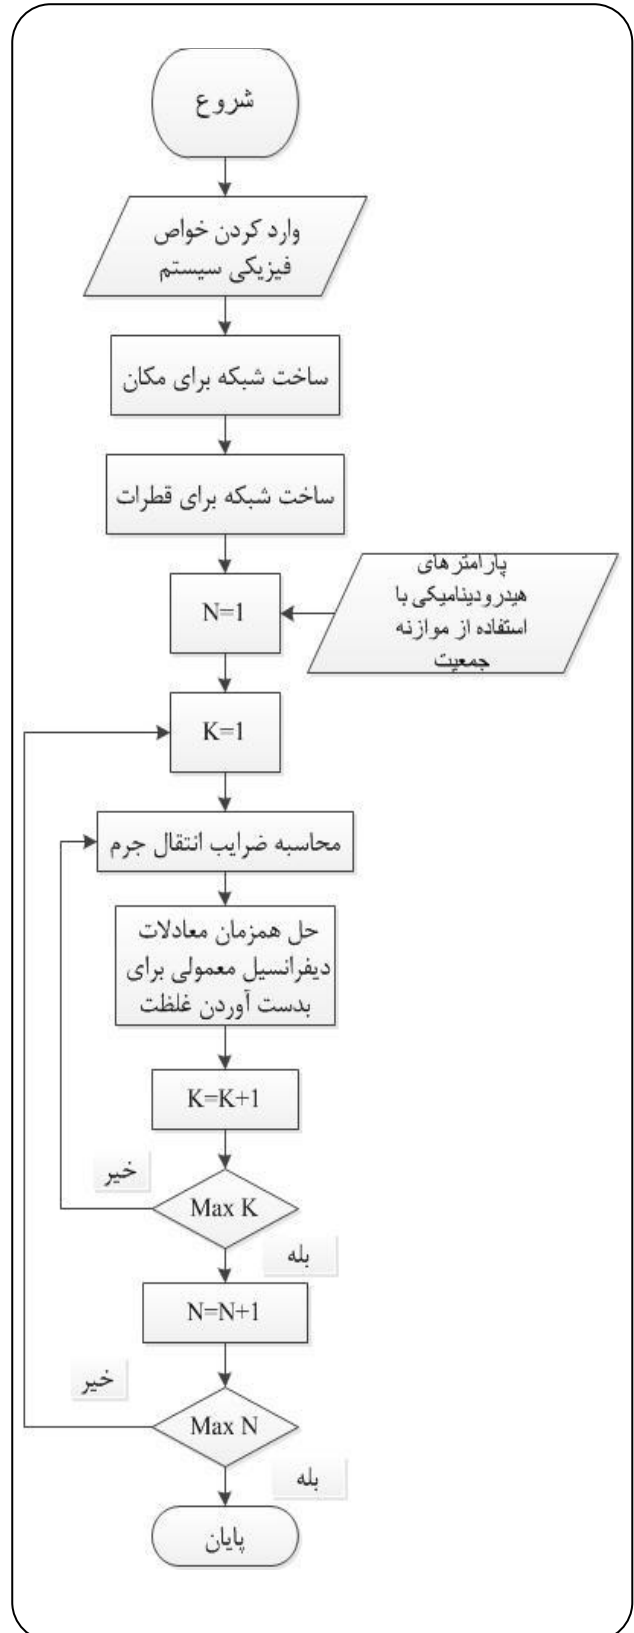 شروع
وارد کردن خواص
فیزیکی سیستم
ساخت شبکه برای مکان
ساخت شبکه برای قطرات
پارامترهای
هیدرودینامیکی با
استفاده از موازنه
جمعیت
N=1
K=1
محاسبه ضرایب انتقال جرم
حل همزمان معادلات
دیفرانسیل معمولی برای
بدست آوردن غلظت
K=K+1
خیر
Max K
بله
N=N+1
خیر
Max N
بله
پایان